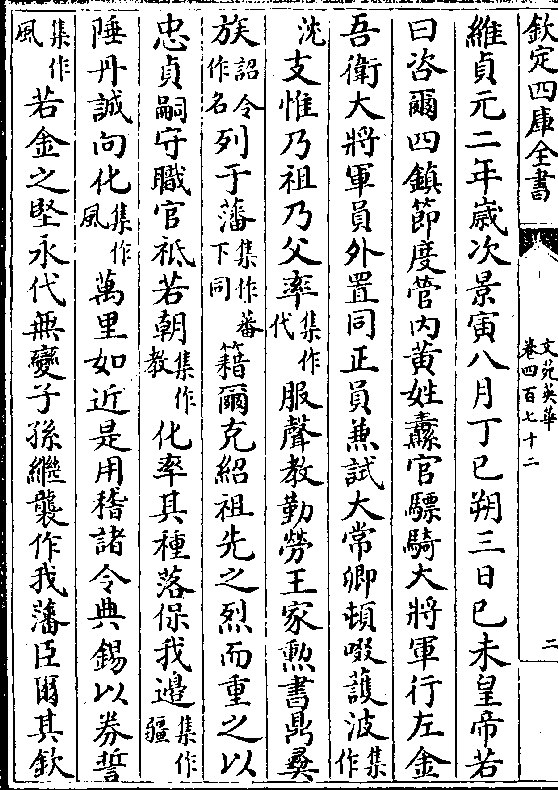 欽定四庫全書
文苑英華
卷四百七十二
二
維貞元二年歲次景寅八月丁巳朔三日己未皇帝若
曰咨爾四鎮節度管内黄姓纛官驃騎大將軍行左金
吾衛大將軍員外置同正員兼試大常卿頓啜護波集作
沈支惟乃祖乃父率集作代服聲教勤勞王家勲書鼎彝
族詔令作名列于藩集作蕃下同籍爾克紹祖先之烈而重之以
忠貞嗣守職官祗若朝集作教化率其種落保我邉集作疆
陲丹誠向化集作風萬里如近是用稽諸令典錫以券誓
集作風若金之堅永代無變子孫繼襲作我藩臣爾其欽